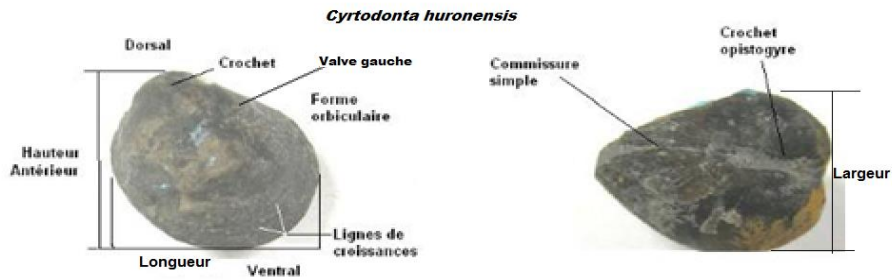 Cyrtodonta huronensis
Dorsal
Crochet
Valve gauche
Forme
orbiculaire
Hauteur
Antérieur
Lignes de
croissances
Longueur
Ventral
Crochet
opistogyre
Commissure
simple
Largeur